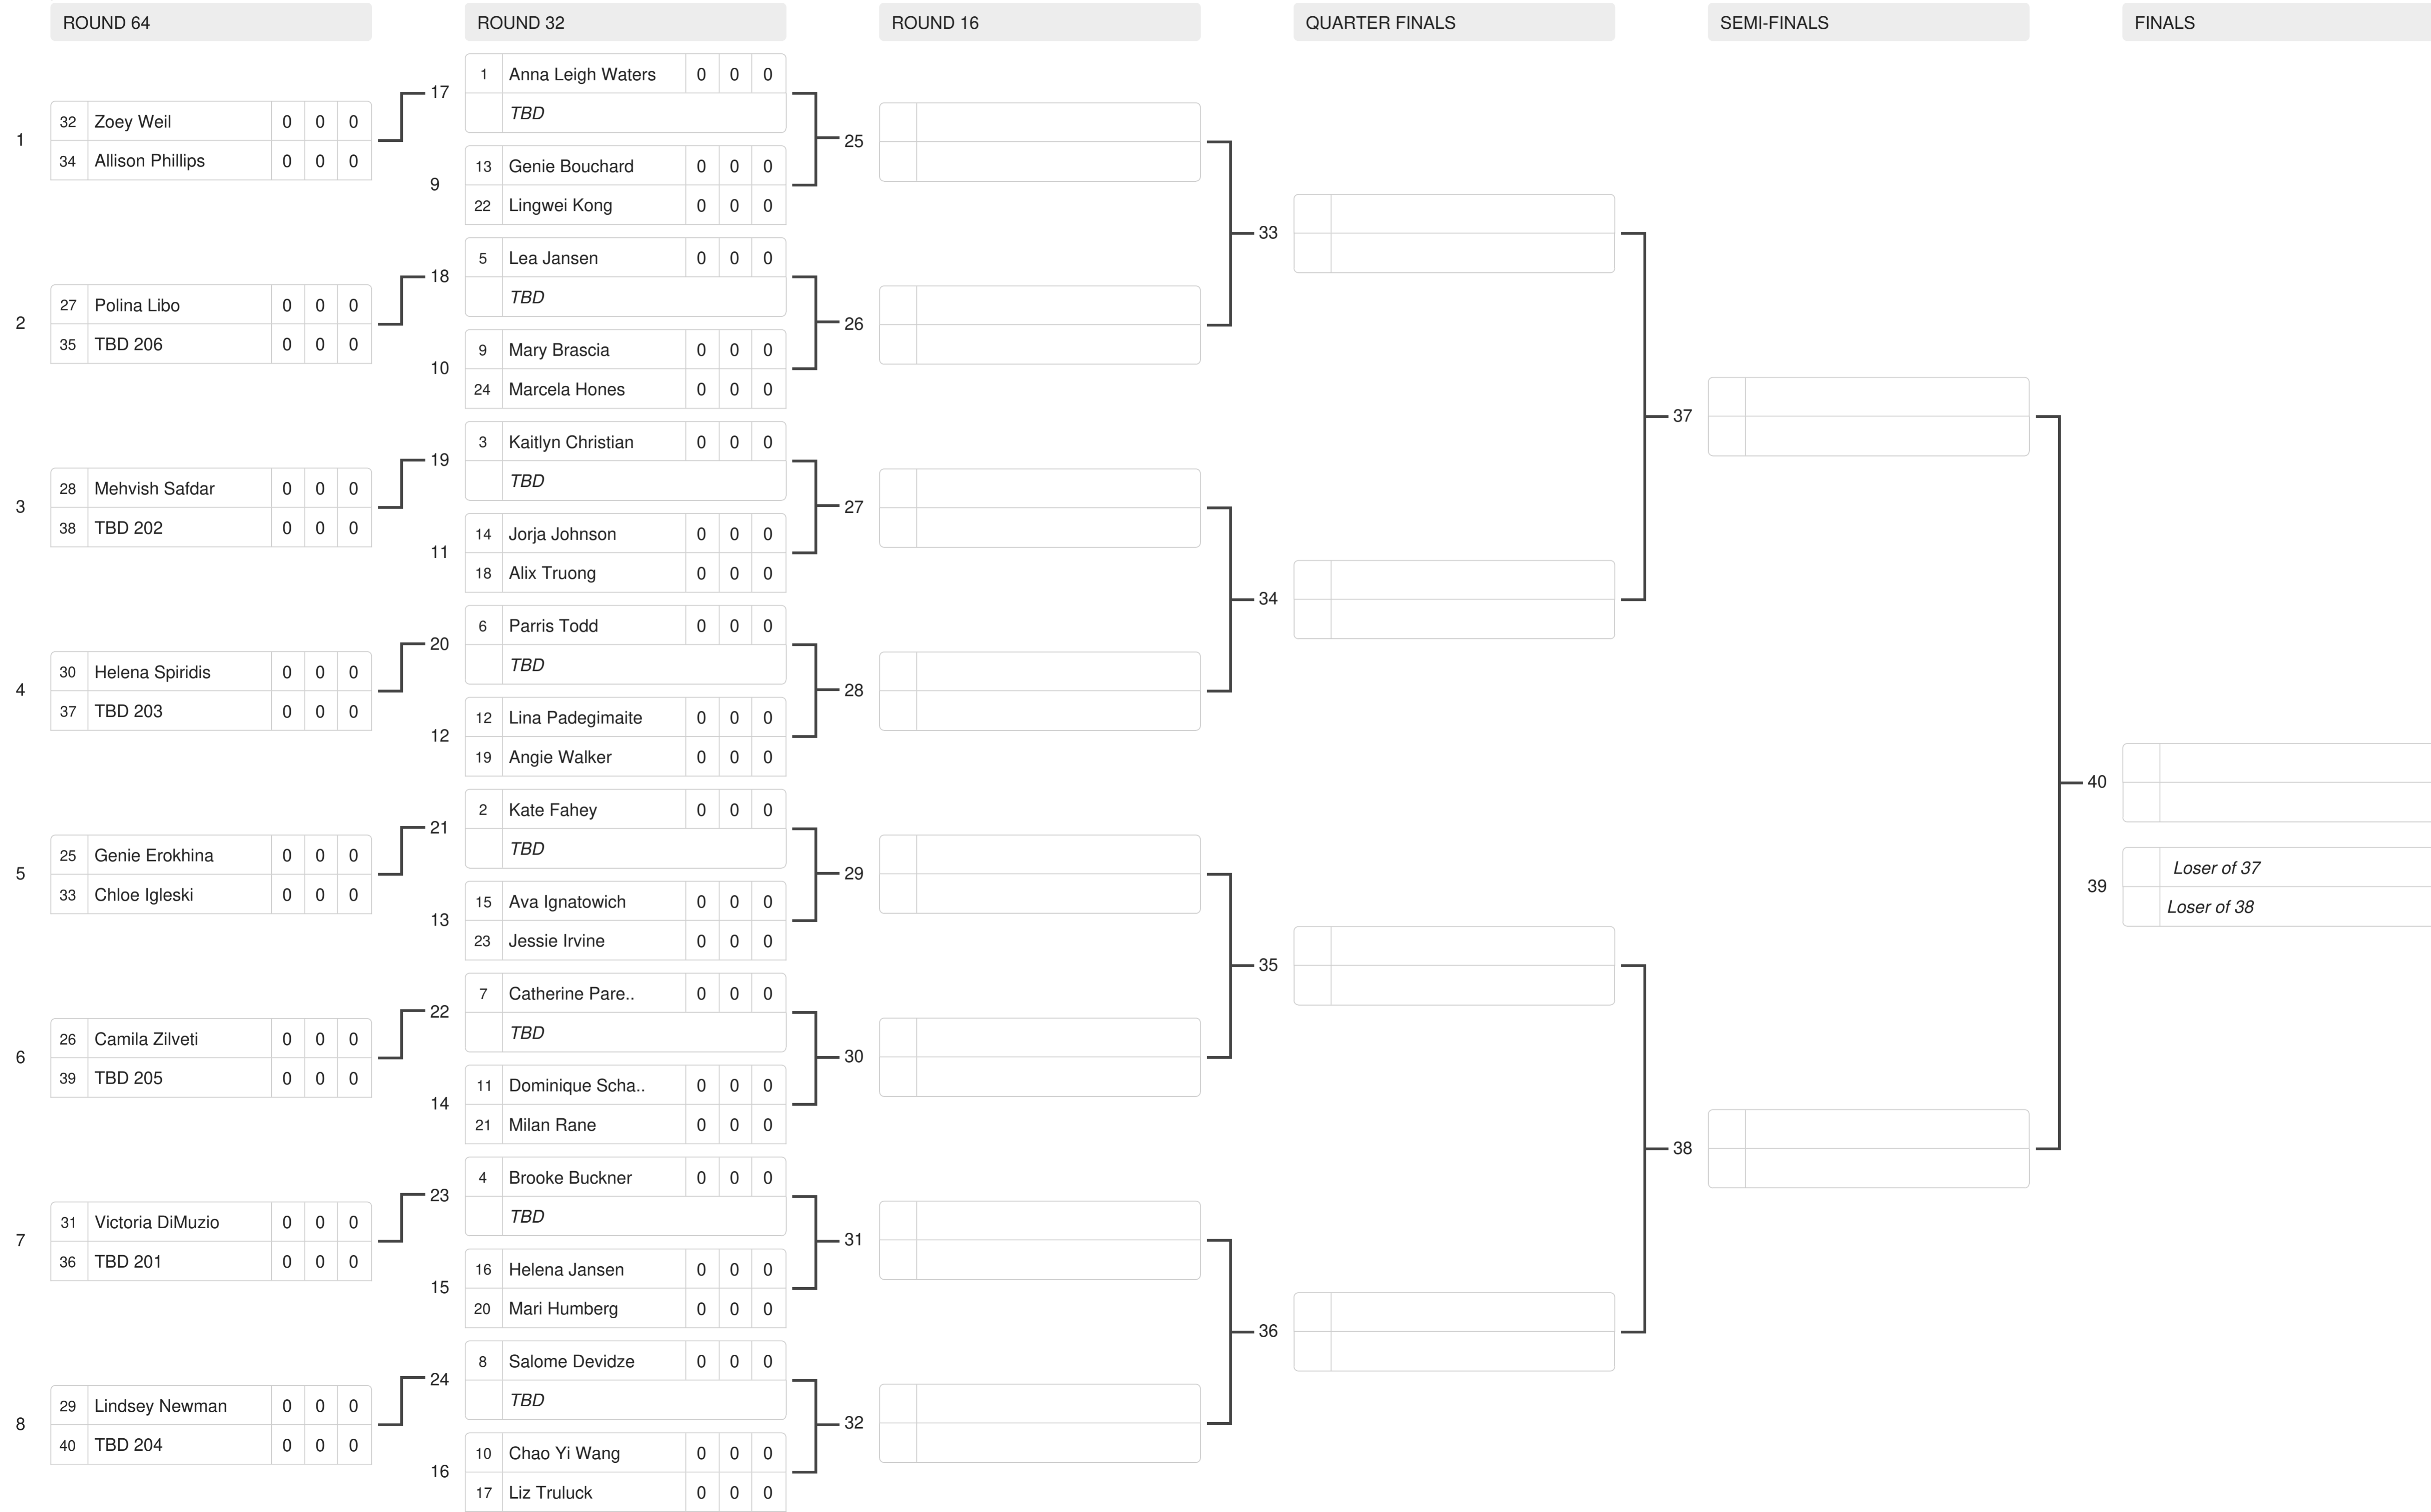 ROUND 64 ROUND 32 ROUND 16 QUARTER FINALS SEMI-FINALS FINALS
1
32 Zoey Weil 0 0 0
34 Allison Phillips 0 0 0
2
27 Polina Libo 0 0 0
35 TBD 206 0 0 0
3
28 Mehvish Safdar 0 0 0
38 TBD 202 0 0 0
4
30 Helena Spiridis 0 0 0
37 TBD 203 0 0 0
5
25 Genie Erokhina 0 0 0
33 Chloe Igleski 0 0 0
6
26 Camila Zilveti 0 0 0
39 TBD 205 0 0 0
7
31 Victoria DiMuzio 0 0 0
36 TBD 201 0 0 0
8
29 Lindsey Newman 0 0 0
40 TBD 204 0 0 0
17
1 Anna Leigh Waters 0 0 0
TBD
9
13 Genie Bouchard 0 0 0
22 Lingwei Kong 0 0 0
18
5 Lea Jansen 0 0 0
TBD
10
9 Mary Brascia 0 0 0
24 Marcela Hones 0 0 0
19
3 Kaitlyn Christian 0 0 0
TBD
11
14 Jorja Johnson 0 0 0
18 Alix Truong 0 0 0
20
6 Parris Todd 0 0 0
TBD
12
12 Lina Padegimaite 0 0 0
19 Angie Walker 0 0 0
21
2 Kate Fahey 0 0 0
TBD
13
15 Ava Ignatowich 0 0 0
23 Jessie Irvine 0 0 0
22
7 Catherine Pare.. 0 0 0
TBD
14
11 Dominique Scha.. 0 0 0
21 Milan Rane 0 0 0
23
4 Brooke Buckner 0 0 0
TBD
15
16 Helena Jansen 0 0 0
20 Mari Humberg 0 0 0
24
8 Salome Devidze 0 0 0
TBD
16
10 Chao Yi Wang 0 0 0
17 Liz Truluck 0 0 0
25
26
27
28
29
30
31
32
33
34
35
36
37
38
40
39
Loser of 37
Loser of 38